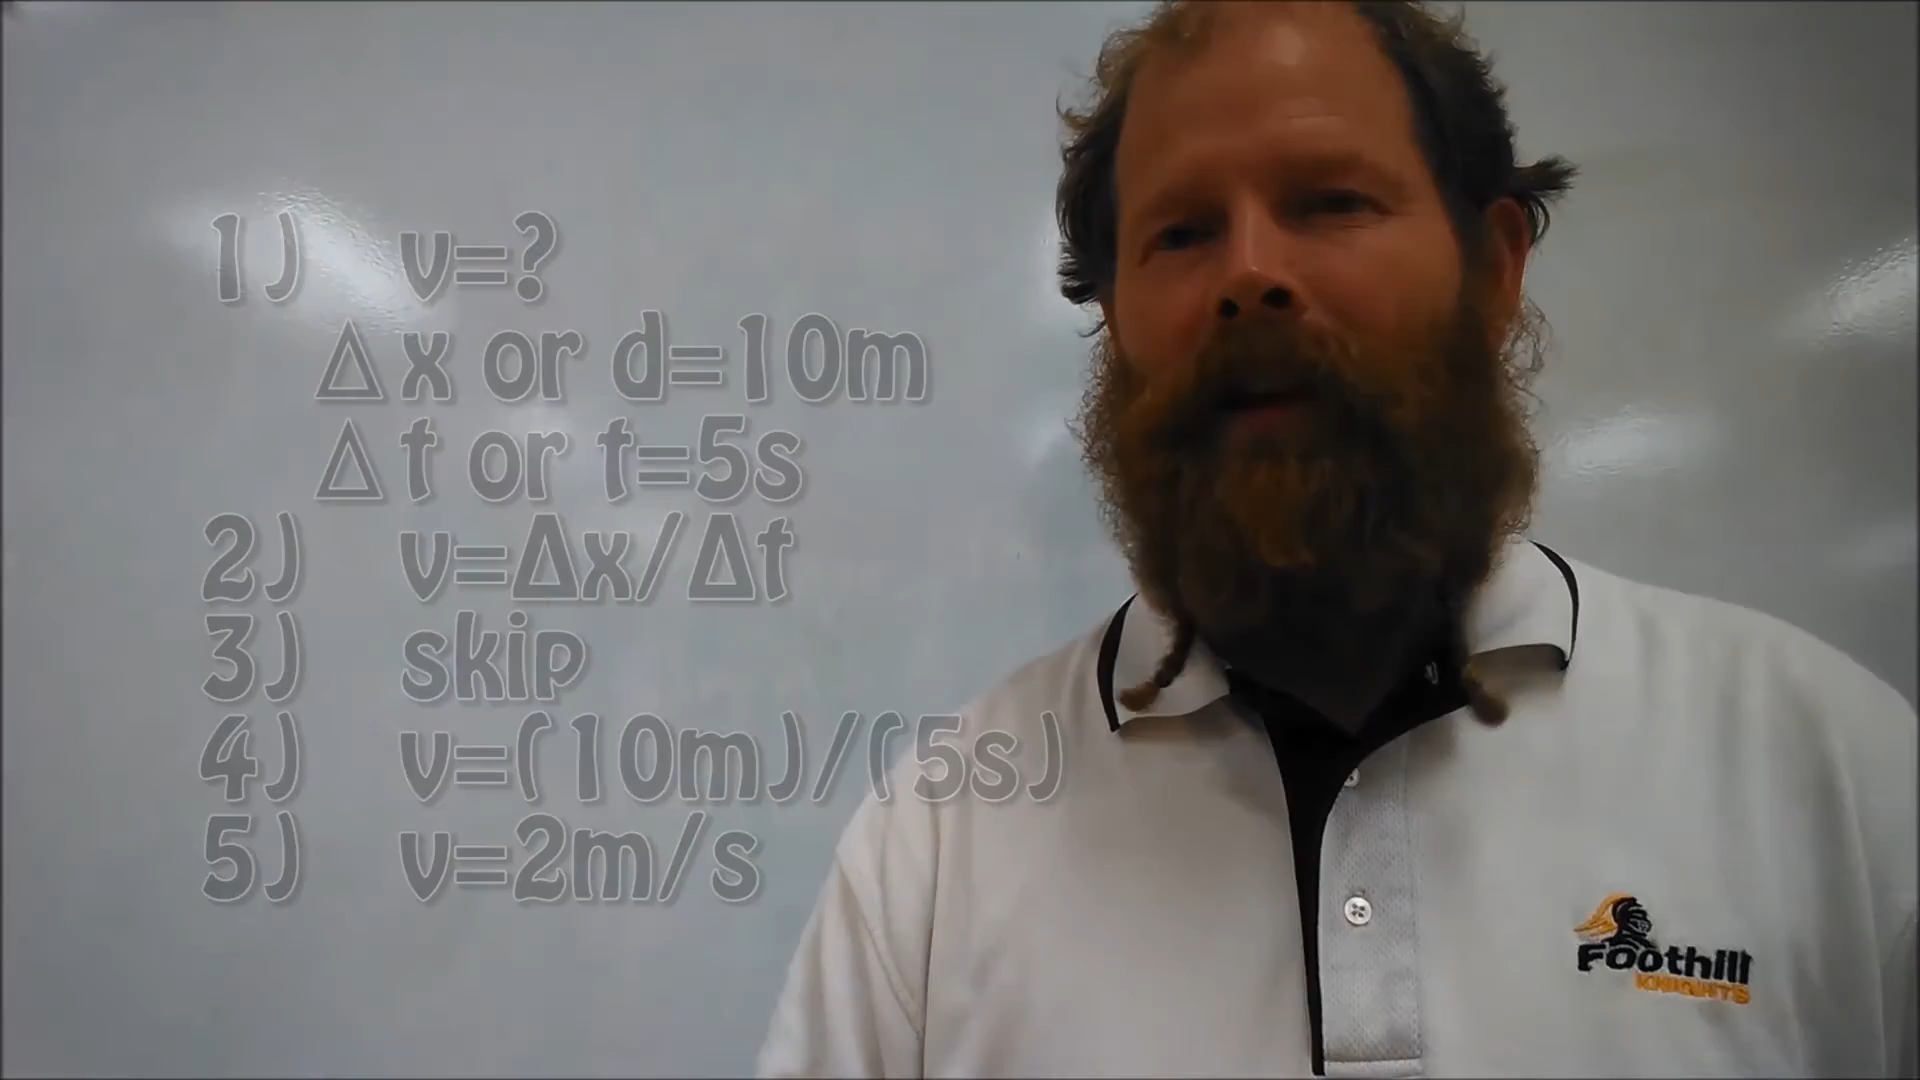 1) v=?
Δx or d=10m
Δt or t=5s
2) v=Δx/Δt
3) skip
4) v=(10m)/(5s)
5) v=2m/s
Foothill
KNIGHTS